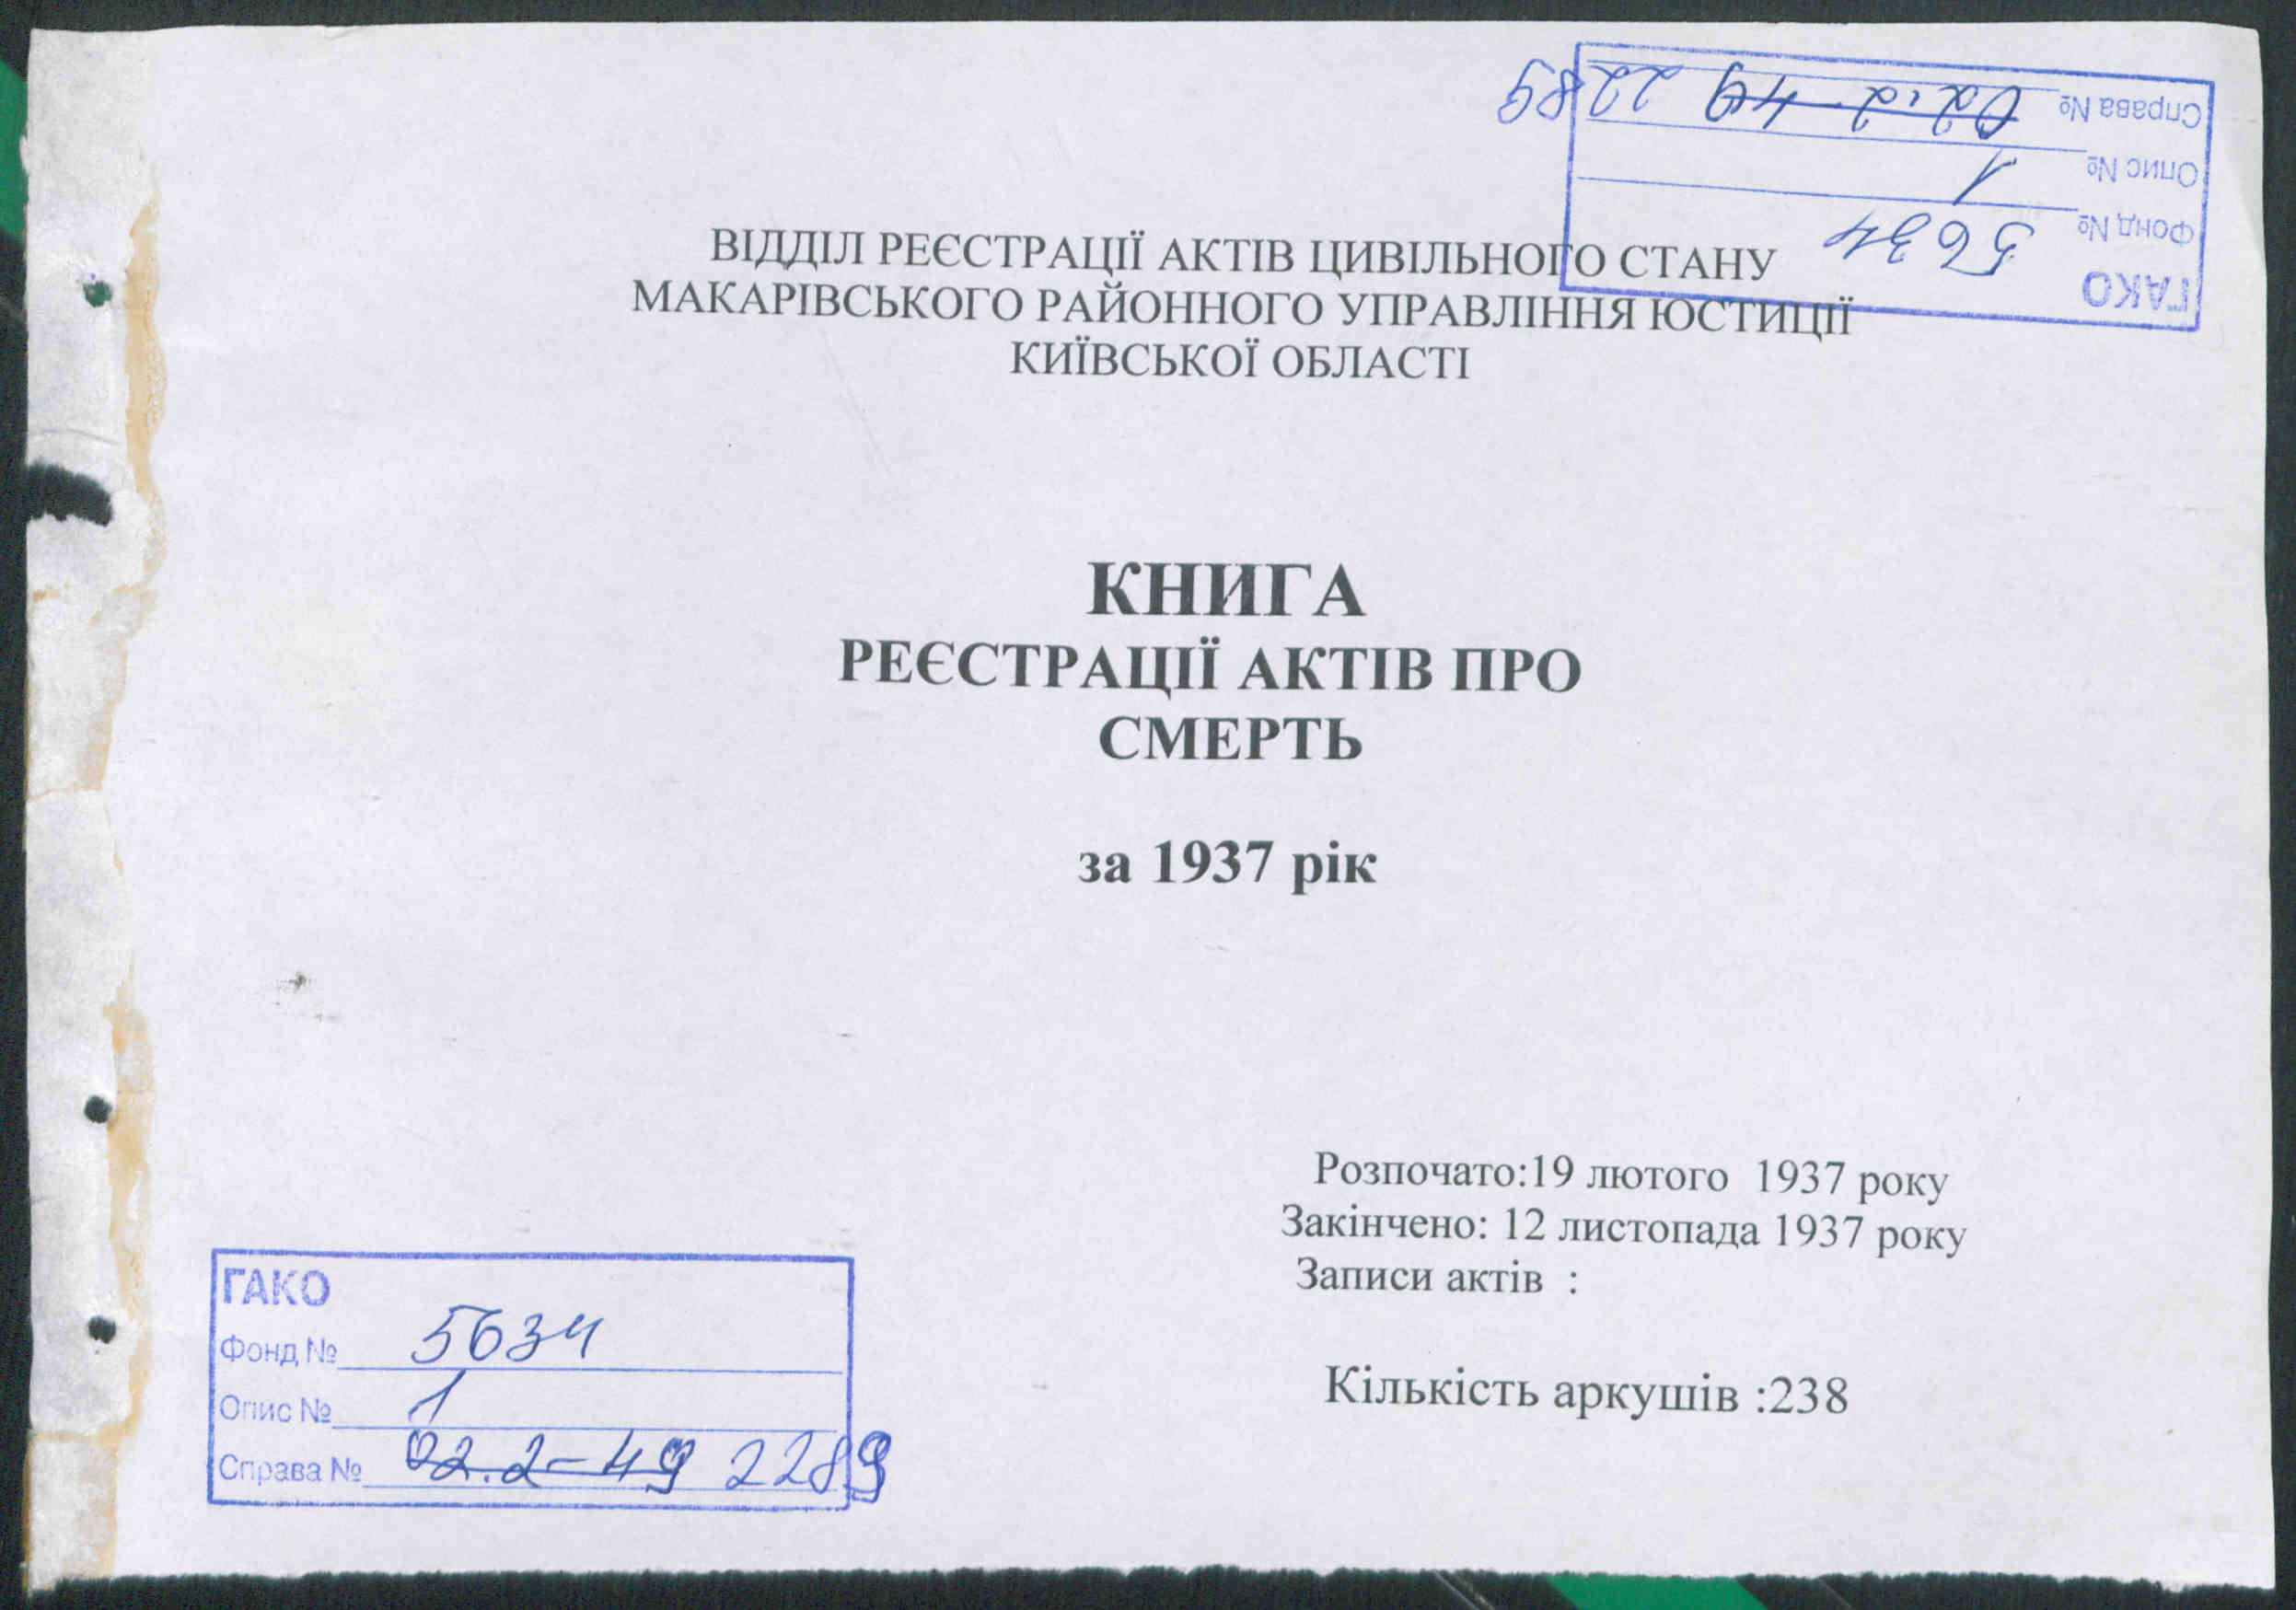 Справа № 02.2-49 2289
Опис № 1
Фонд № 5634
ГАКО
ВІДДІЛ РЕЄСТРАЦІЇ АКТІВ ЦИВІЛЬНОГО СТАНУ
МАКАРІВСЬКОГО РАЙОННОГО УПРАВЛІННЯ ЮСТИЦІЇ
КИЇВСЬКОЇ ОБЛАСТІ
КНИГА
РЕЄСТРАЦІЇ АКТІВ ПРО
СМЕРТЬ
за 1937 рік
Розпочато:19 лютого 1937 року
Закінчено: 12 листопада 1937 року
Записи актів :
Кількість аркушів :238
ГАКО
Фонд № 5634
Опис № 1
Справа № 02.2-49 2289